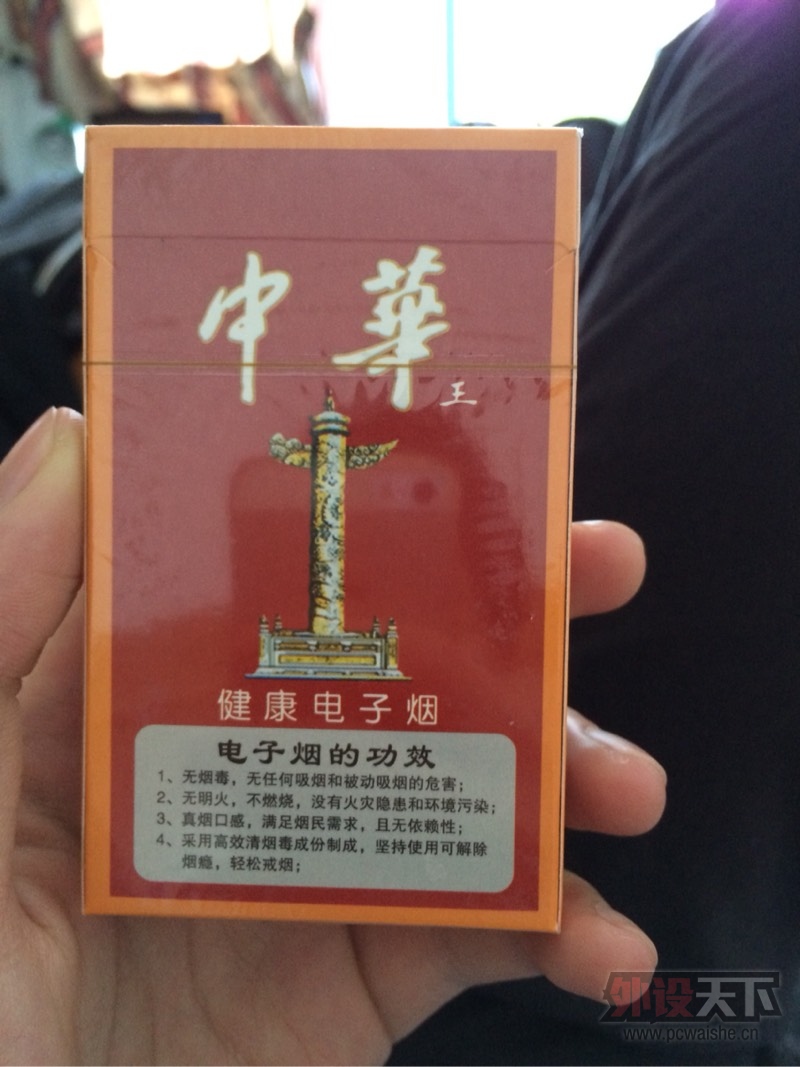 中華
王
健康电子烟
电子烟的功效
1、无烟毒，无任何吸烟和被动吸烟的危害；
2、无明火，不燃烧，没有火灾隐患和环境污染；
3、真烟口感，满足烟民需求，且无依赖性；
4、采用高效清烟毒成份制成，坚持使用可解除
烟瘾，轻松戒烟；
外设天下
www.pcwaishe.cn